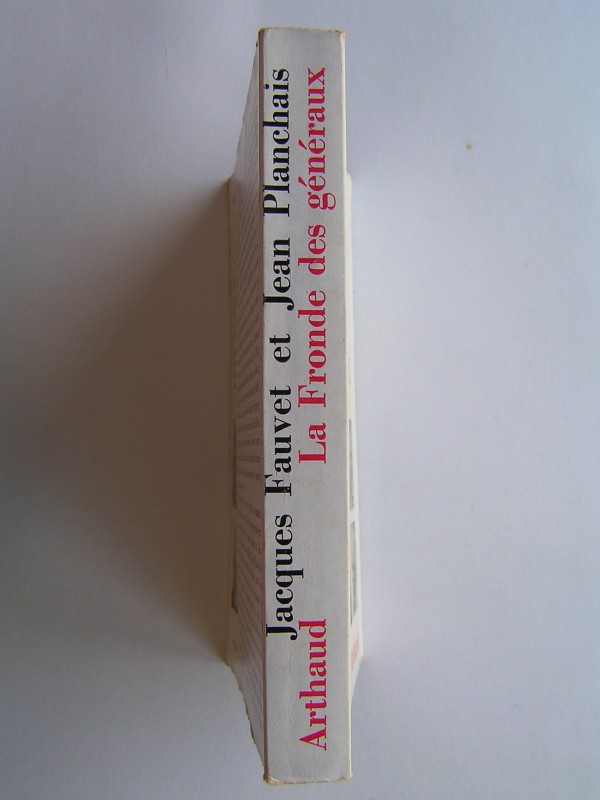 Jacques Fauvet et Jean Planchais
La Fronde des généraux
Arthaud